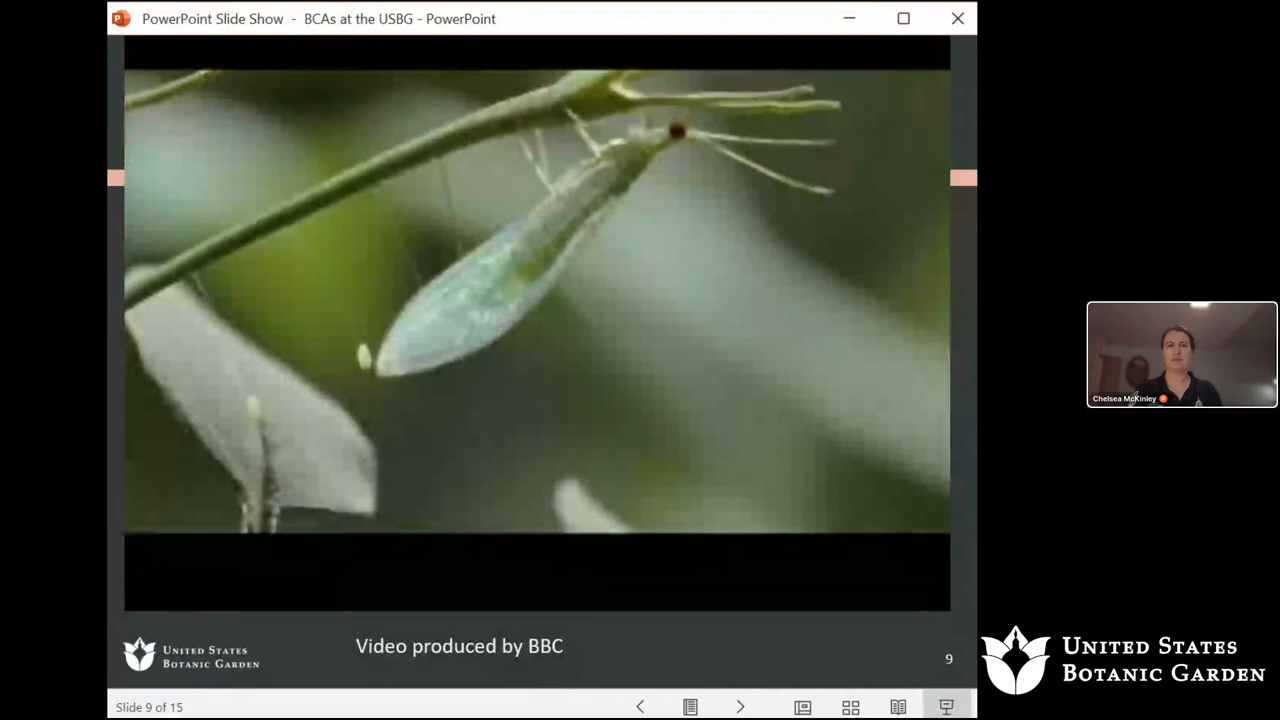 PowerPoint Slide Show - BCAs at the USBG - PowerPoint
Chelsea McKinley
UNITED STATES
BOTANIC GARDEN
Video produced by BBC
9
UNITED STATES
BOTANIC GARDEN
Slide 9 of 15